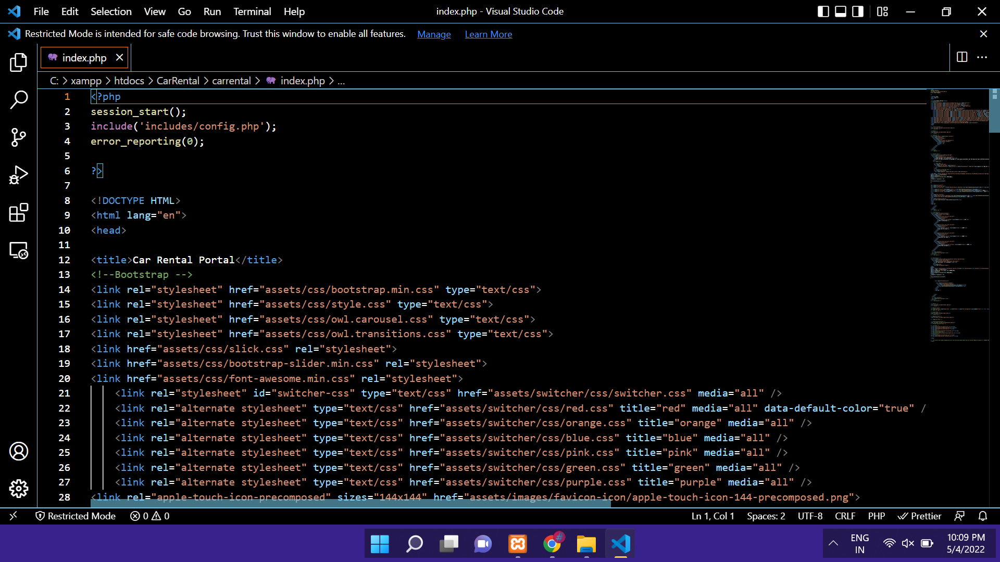 File Edit Selection View Go Run Terminal Help index.php - Visual Studio Code
Restricted Mode is intended for safe code browsing. Trust this window to enable all features. Manage Learn More
index.php
C: > xampp > htdocs > CarRental > carrental > index.php > ...
1 <?php
2 session_start();
3 include('includes/config.php');
4 error_reporting(0);
5
6 ?>
7
8 <!DOCTYPE HTML>
9 <html lang="en">
10 <head>
11
12 <title>Car Rental Portal</title>
13 <!--Bootstrap -->
14 <link rel="stylesheet" href="assets/css/bootstrap.min.css" type="text/css">
15 <link rel="stylesheet" href="assets/css/style.css" type="text/css">
16 <link rel="stylesheet" href="assets/css/owl.carousel.css" type="text/css">
17 <link rel="stylesheet" href="assets/css/owl.transitions.css" type="text/css">
18 <link href="assets/css/slick.css" rel="stylesheet">
19 <link href="assets/css/bootstrap-slider.min.css" rel="stylesheet">
20 <link href="assets/css/font-awesome.min.css" rel="stylesheet">
21 <link rel="stylesheet" id="switcher-css" type="text/css" href="assets/switcher/css/switcher.css" media="all" />
22 <link rel="alternate stylesheet" type="text/css" href="assets/switcher/css/red.css" title="red" media="all" data-default-color="true" /
23 <link rel="alternate stylesheet" type="text/css" href="assets/switcher/css/orange.css" title="orange" media="all" />
24 <link rel="alternate stylesheet" type="text/css" href="assets/switcher/css/blue.css" title="blue" media="all" />
25 <link rel="alternate stylesheet" type="text/css" href="assets/switcher/css/pink.css" title="pink" media="all" />
26 <link rel="alternate stylesheet" type="text/css" href="assets/switcher/css/green.css" title="green" media="all" />
27 <link rel="alternate stylesheet" type="text/css" href="assets/switcher/css/purple.css" title="purple" media="all" />
28 <link rel="apple-touch-icon-precomposed" sizes="144x144" href="assets/images/favicon-icon/apple-touch-icon-144-precomposed.png">
Restricted Mode 0 0 Ln 1, Col 1 Spaces: 2 UTF-8 CRLF PHP Prettier
ENG 10:09 PM
IN 5/4/2022